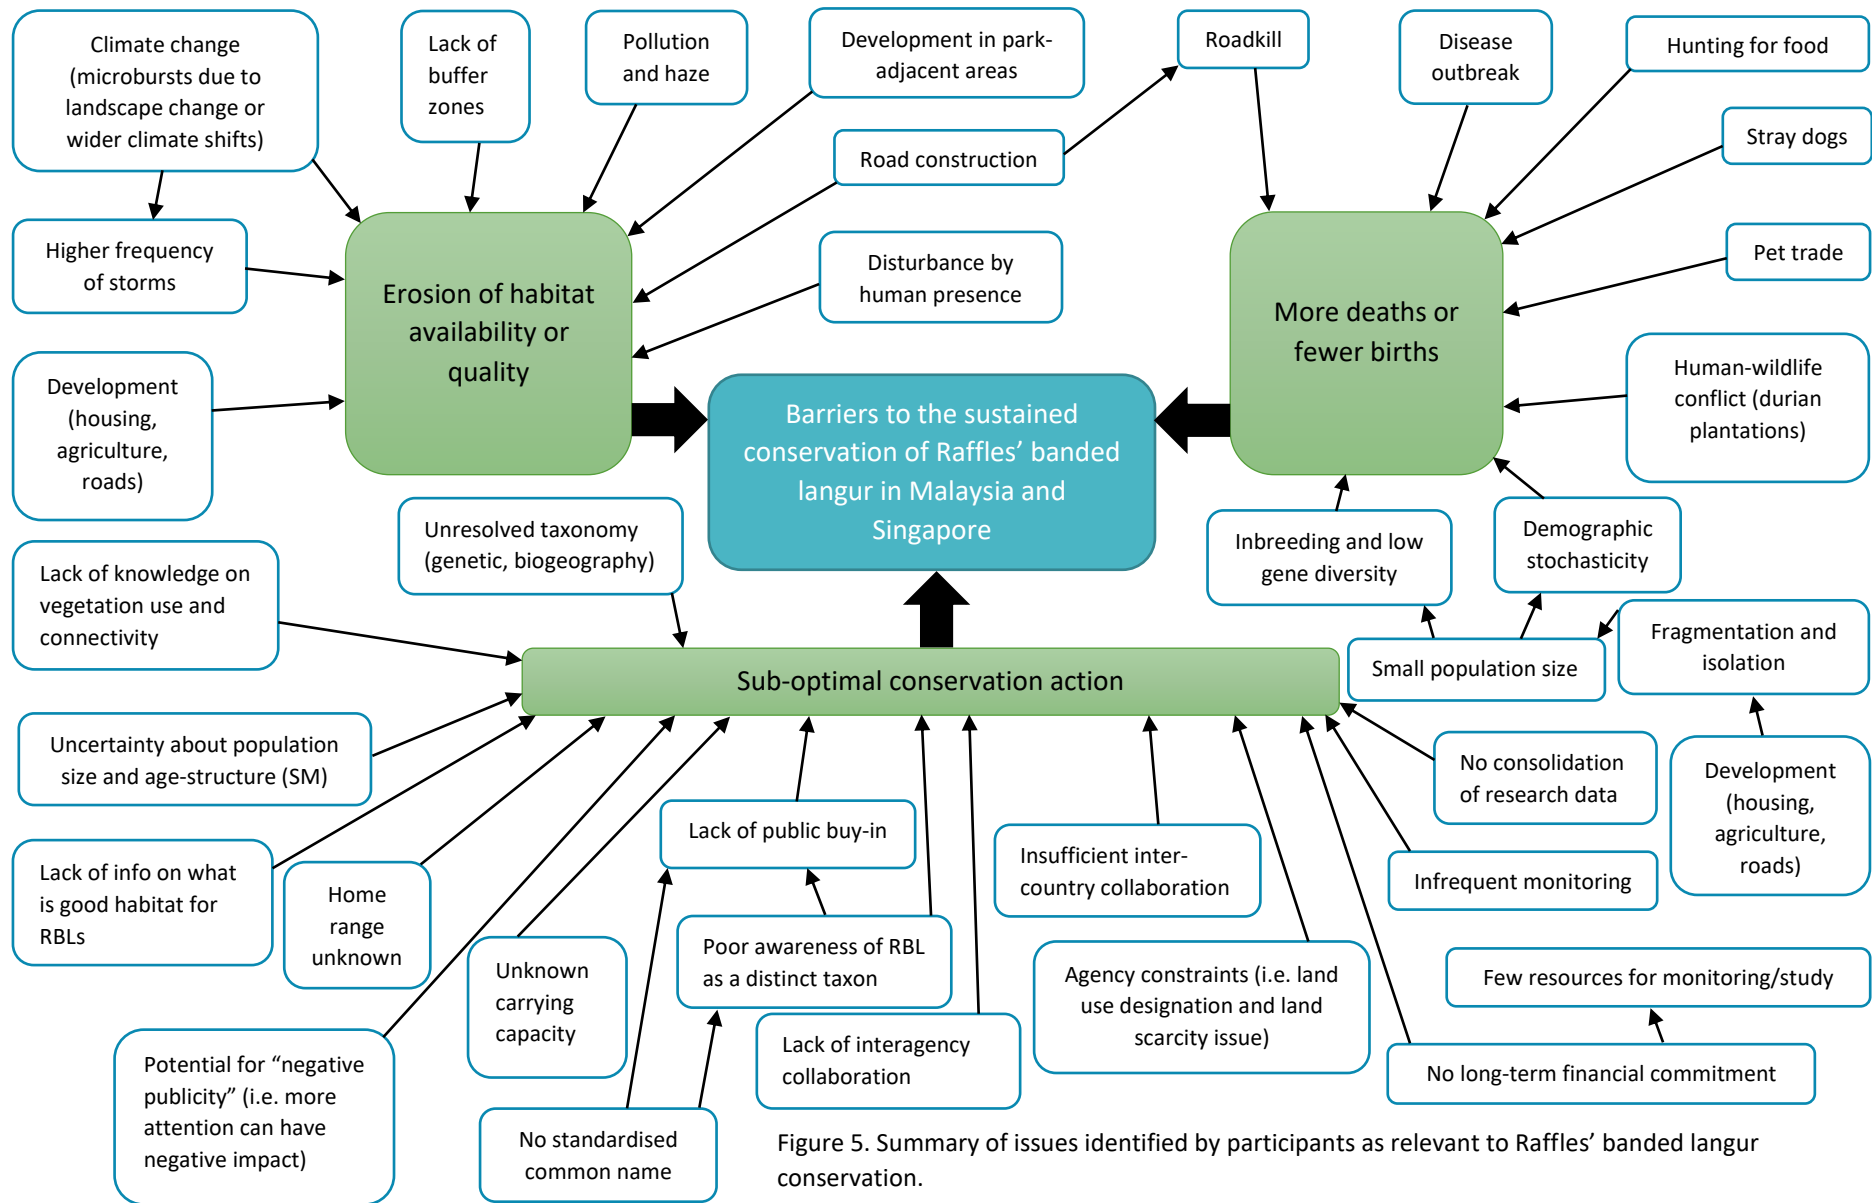 Climate change
(microbursts due to
landscape change or
wider climate shifts)
Lack of
buffer
zones
Pollution
and haze
Development in park-
adjacent areas
Roadkill
Disease
outbreak
Hunting for food
Stray dogs
Road construction
Higher frequency
of storms
Disturbance by
human presence
Pet trade
Erosion of habitat
availability or
quality
More deaths or
fewer births
Development
(housing,
agriculture,
roads)
Human-wildlife
conflict (durian
plantations)
Barriers to the sustained
conservation of Raffles’ banded
langur in Malaysia and
Singapore
Unresolved taxonomy
(genetic, biogeography)
Inbreeding and low
gene diversity
Demographic
stochasticity
Lack of knowledge on
vegetation use and
connectivity
Fragmentation and
isolation
Small population size
Sub-optimal conservation action
Uncertainty about population
size and age-structure (SM)
No consolidation
of research data
Development
(housing,
agriculture,
roads)
Lack of public buy-in
Insufficient inter-
country collaboration
Infrequent monitoring
Lack of info on what
is good habitat for
RBLs
Home
range
unknown
Unknown
carrying
capacity
Poor awareness of RBL
as a distinct taxon
Agency constraints (i.e. land
use designation and land
scarcity issue)
Few resources for monitoring/study
Lack of interagency
collaboration
No long-term financial commitment
Potential for “negative
publicity” (i.e. more
attention can have
negative impact)
No standardised
common name
Figure 5. Summary of issues identified by participants as relevant to Raffles’ banded langur
conservation.